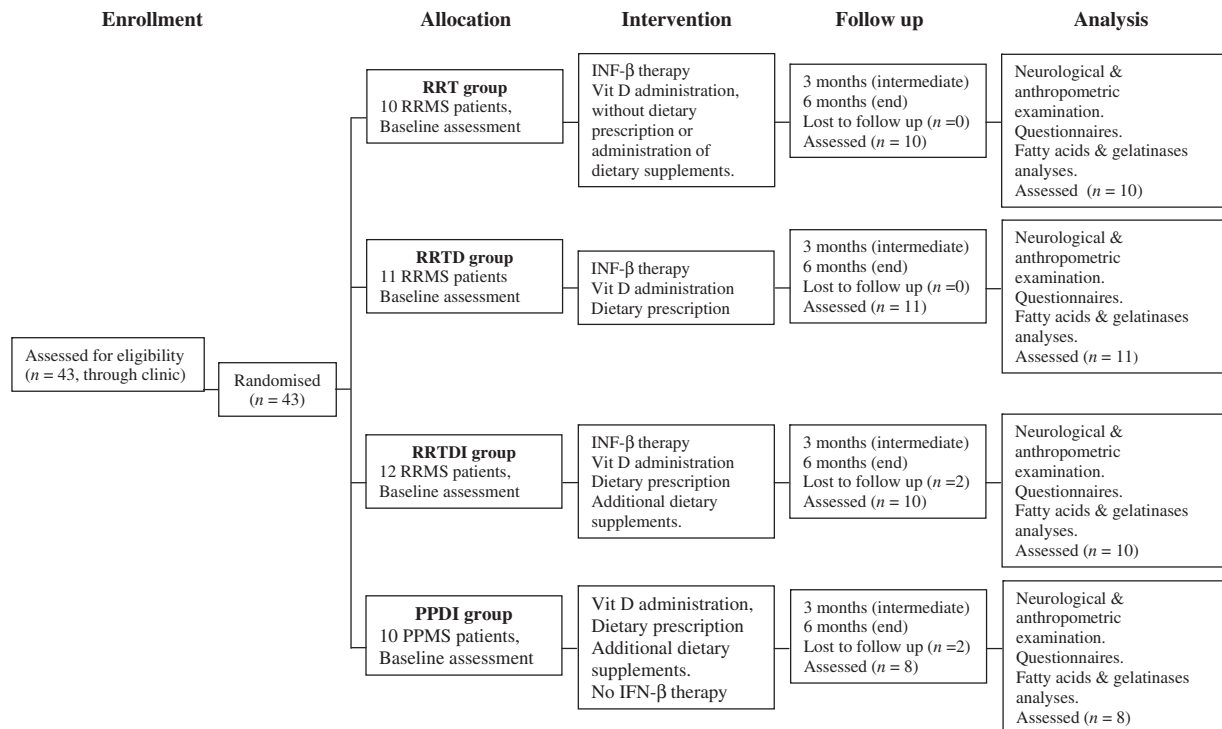 Enrollment
Allocation
Intervention
Follow up
Analysis
Assessed for eligibility
(n = 43, through clinic)
Randomised
(n = 43)
RRT group
10 RRMS patients,
Baseline assessment
INF-β therapy
Vit D administration,
without dietary
prescription or
administration of
dietary supplements.
3 months (intermediate)
6 months (end)
Lost to follow up (n =0)
Assessed (n = 10)
Neurological &
anthropometric
examination.
Questionnaires.
Fatty acids & gelatinases
analyses.
Assessed (n = 10)
RRTD group
11 RRMS patients
Baseline assessment
INF-β therapy
Vit D administration
Dietary prescription
3 months (intermediate)
6 months (end)
Lost to follow up (n =0)
Assessed (n = 11)
Neurological &
anthropometric
examination.
Questionnaires.
Fatty acids & gelatinases
analyses.
Assessed (n = 11)
RRTDI group
12 RRMS patients,
Baseline assessment
INF-β therapy
Vit D administration
Dietary prescription
Additional dietary
supplements.
3 months (intermediate)
6 months (end)
Lost to follow up (n =2)
Assessed (n = 10)
Neurological &
anthropometric
examination.
Questionnaires.
Fatty acids & gelatinases
analyses.
Assessed (n = 10)
PPDI group
10 PPMS patients,
Baseline assessment
Vit D administration,
Dietary prescription
Additional dietary
supplements.
No IFN-β therapy
3 months (intermediate)
6 months (end)
Lost to follow up (n =2)
Assessed (n = 8)
Neurological &
anthropometric
examination.
Questionnaires.
Fatty acids & gelatinases
analyses.
Assessed (n = 8)